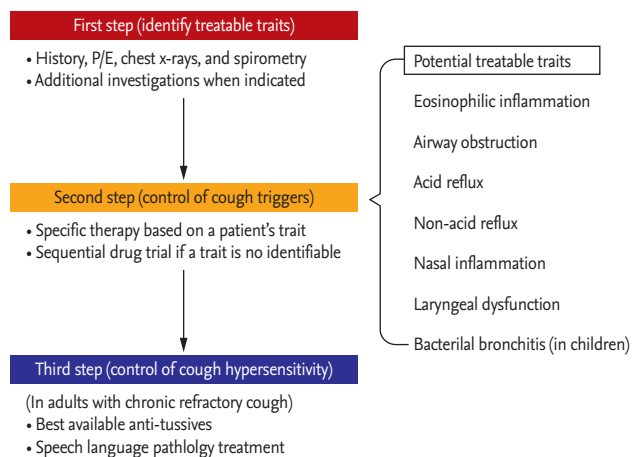 First step (identify treatable traits)
• History, P/E, chest x-rays, and spirometry
• Additional investigations when indicated
Second step (control of cough triggers)
• Specific therapy based on a patient's trait
• Sequential drug trial if a trait is no identifiable
Third step (control of cough hypersensitivity)
(In adults with chronic refractory cough)
• Best available anti-tussives
• Speech language pathlolgy treatment
Potential treatable traits
Eosinophilic inflammation
Airway obstruction
Acid reflux
Non-acid reflux
Nasal inflammation
Laryngeal dysfunction
Bacterilal bronchitis (in children)